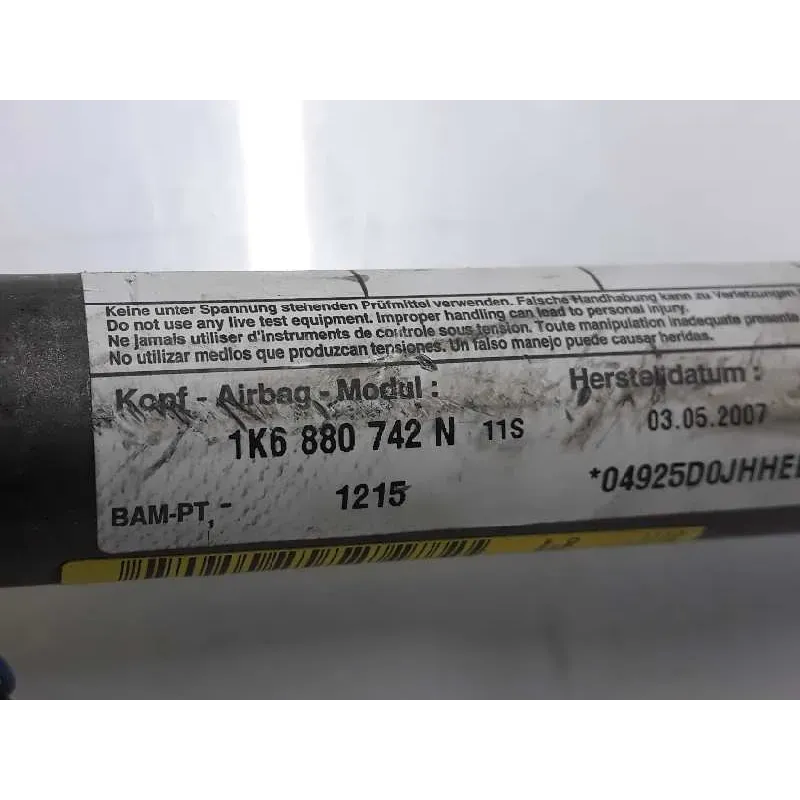 Keine unter Spannung stehenden Prüfmittel verwenden. Falsche Handhabung kann zu Verletzungen
Do not use any live test equipment. Improper handling can lead to personal injury.
Ne jamais utiliser d'instruments de controle sous tension. Toute manipulation inadequate presente
No utilizar medios que produzcan tensiones. Un falso manejo puede causar heridas.
Kopf - Airbag - Modul : Herstelldatum :
1K6 880 742 N 11S 03.05.2007
BAM-PT,- 1215 *04925D0JHHE